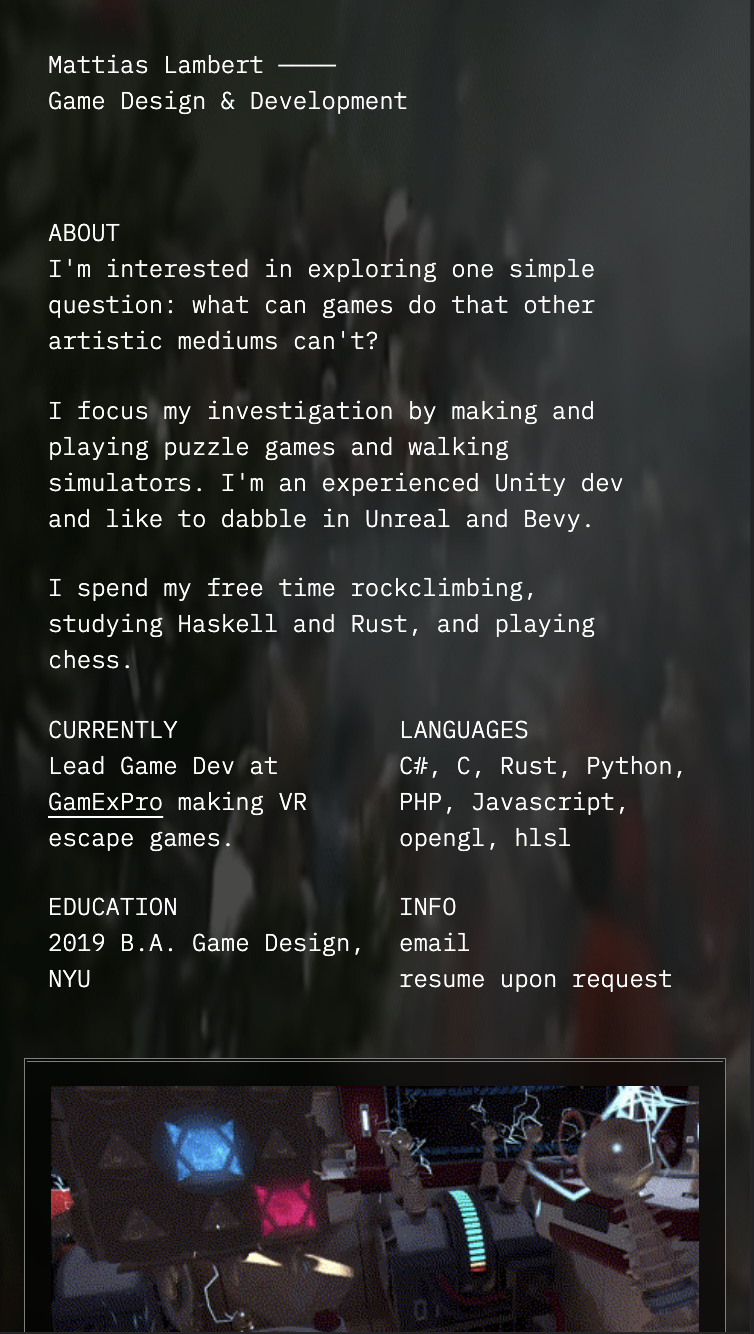 Mattias Lambert ————
Game Design & Development
ABOUT
I'm interested in exploring one simple
question: what can games do that other
artistic mediums can't?
I focus my investigation by making and
playing puzzle games and walking
simulators. I'm an experienced Unity dev
and like to dabble in Unreal and Bevy.
I spend my free time rockclimbing,
studying Haskell and Rust, and playing
chess.
CURRENTLY
Lead Game Dev at
GamExPro making VR
escape games.
LANGUAGES
C#, C, Rust, Python,
PHP, Javascript,
opengl, hlsl
EDUCATION
2019 B.A. Game Design,
NYU
INFO
email
resume upon request